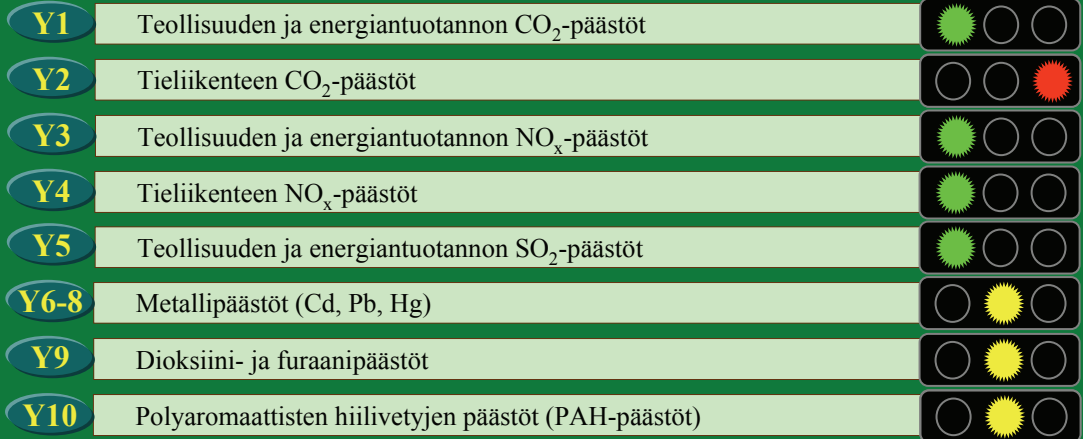 Y1 Teollisuuden ja energiantuotannon CO₂-päästöt
Y2 Tieliikenteen CO₂-päästöt
Y3 Teollisuuden ja energiantuotannon NOₓ-päästöt
Y4 Tieliikenteen NOₓ-päästöt
Y5 Teollisuuden ja energiantuotannon SO₂-päästöt
Y6-8 Metallipäästöt (Cd, Pb, Hg)
Y9 Dioksiini- ja furaanipäästöt
Y10 Polyaromaattisten hiilivetyjen päästöt (PAH-päästöt)